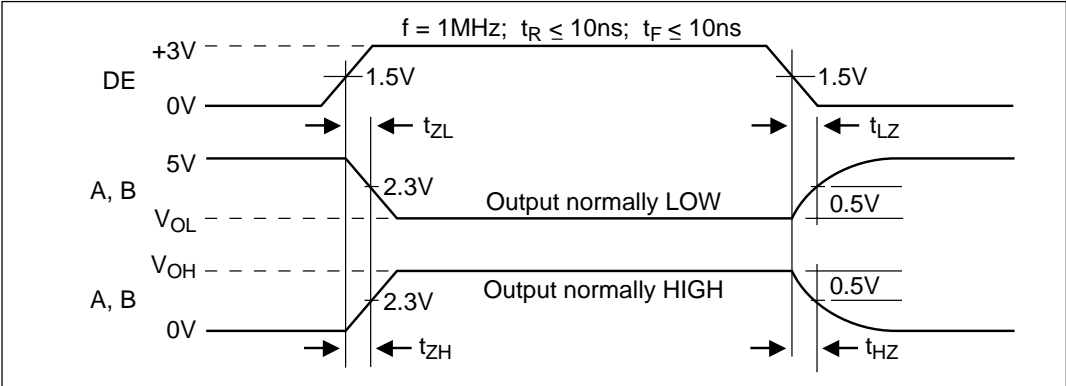 f = 1MHz; tR ≤ 10ns; tF ≤ 10ns
+3V
DE
1.5V
1.5V
0V
tZL
tLZ
5V
A, B
2.3V
Output normally LOW
0.5V
VOL
VOH
A, B
2.3V
Output normally HIGH
0.5V
0V
tZH
tHZ